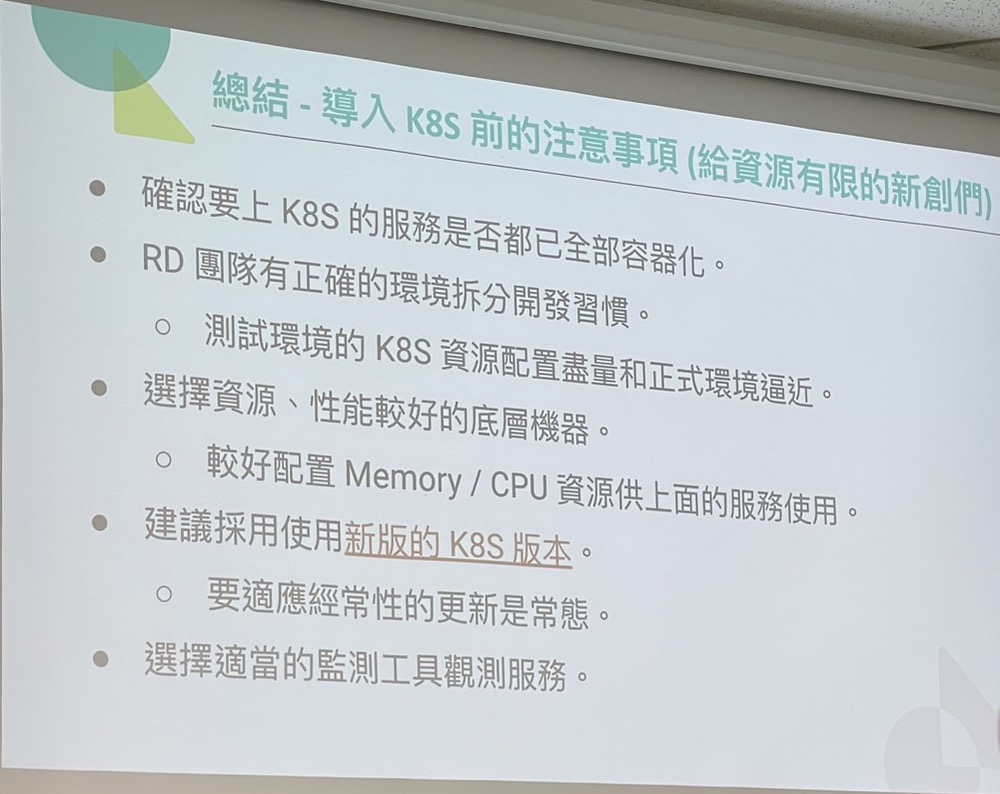 總結 - 導入 K8S 前的注意事項 (給資源有限的新創們)
● 確認要上 K8S 的服務是否都已全部容器化。
● RD 團隊有正確的環境拆分開發習慣。
○ 測試環境的 K8S 資源配置盡量和正式環境逼近。
● 選擇資源、性能較好的底層機器。
○ 較好配置 Memory / CPU 資源供上面的服務使用。
● 建議採用使用新版的 K8S 版本。
○ 要適應經常性的更新是常態。
● 選擇適當的監測工具觀測服務。